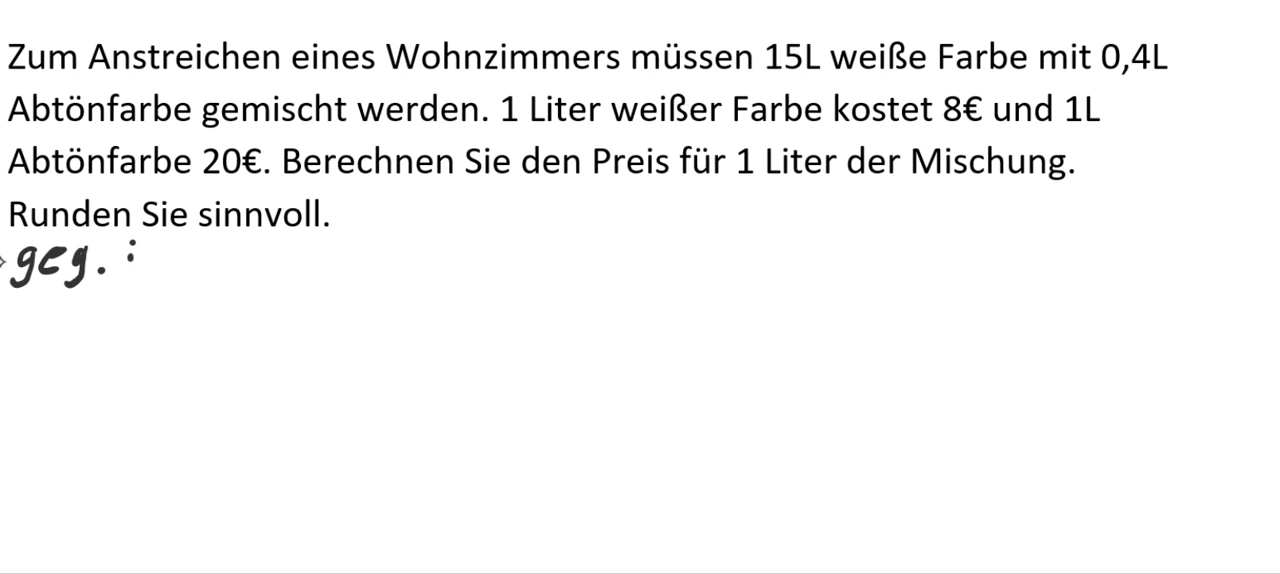 Zum Anstreichen eines Wohnzimmers müssen 15L weiße Farbe mit 0,4L
Abtönfarbe gemischt werden. 1 Liter weißer Farbe kostet 8€ und 1L
Abtönfarbe 20€. Berechnen Sie den Preis für 1 Liter der Mischung.
Runden Sie sinnvoll.
geg. :